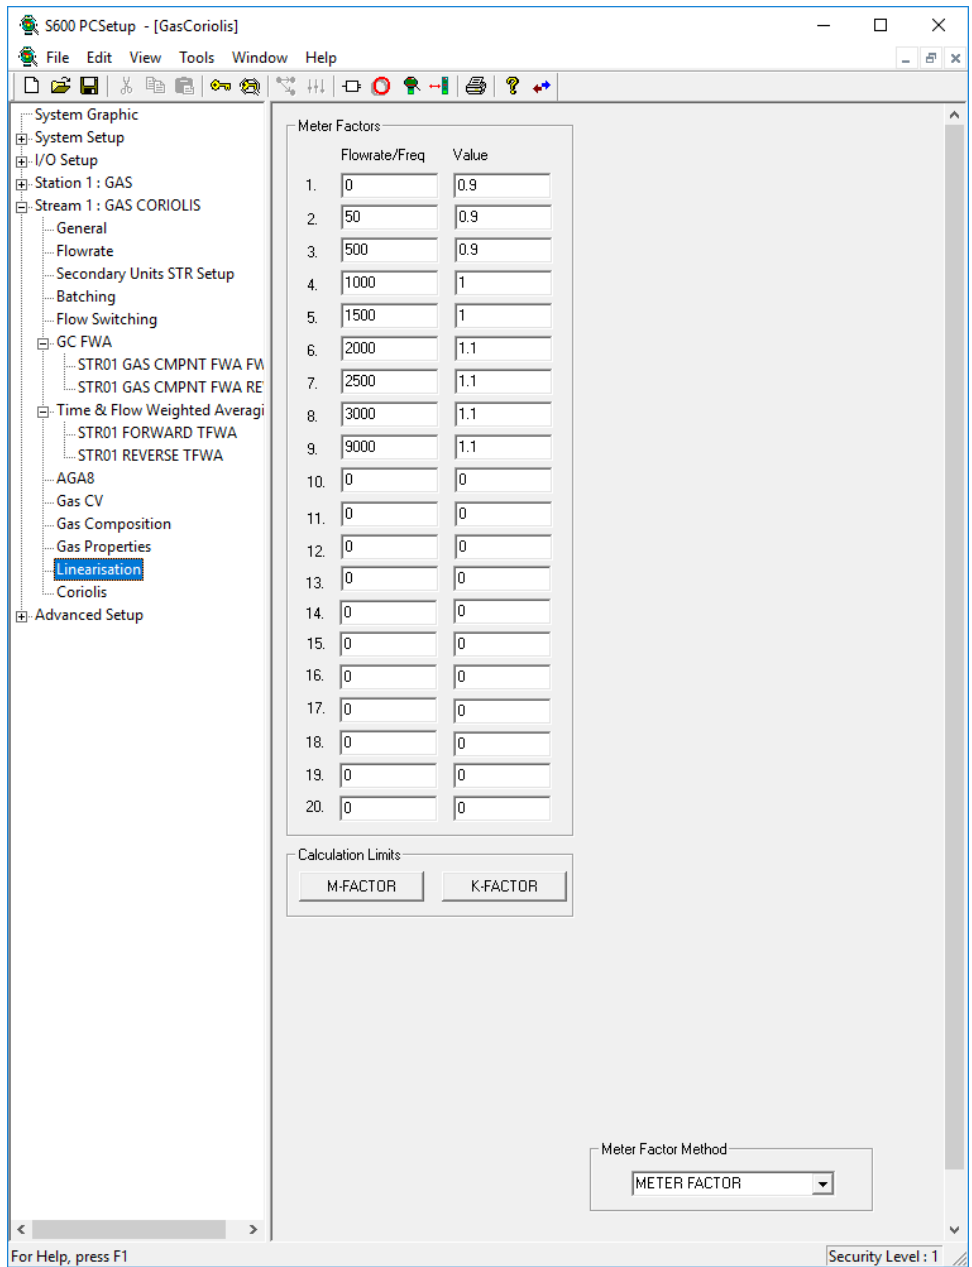 S600 PCSetup - [GasCoriolis]
File Edit View Tools Window Help
System Graphic
System Setup
I/O Setup
Station 1 : GAS
Stream 1 : GAS CORIOLIS
General
Flowrate
Secondary Units STR Setup
Batching
Flow Switching
GC FWA
STR01 GAS CMPNT FWA FW
STR01 GAS CMPNT FWA RE
Time & Flow Weighted Averagi
STR01 FORWARD TFWA
STR01 REVERSE TFWA
AGA8
Gas CV
Gas Composition
Gas Properties
Linearisation
Coriolis
Advanced Setup
Meter Factors
Flowrate/Freq Value
1. 0 0.9
2. 50 0.9
3. 500 0.9
4. 1000 1
5. 1500 1
6. 2000 1.1
7. 2500 1.1
8. 3000 1.1
9. 9000 1.1
10. 0 0
11. 0 0
12. 0 0
13. 0 0
14. 0 0
15. 0 0
16. 0 0
17. 0 0
18. 0 0
19. 0 0
20. 0 0
Calculation Limits
M-FACTOR K-FACTOR
Meter Factor Method
METER FACTOR
For Help, press F1
Security Level : 1